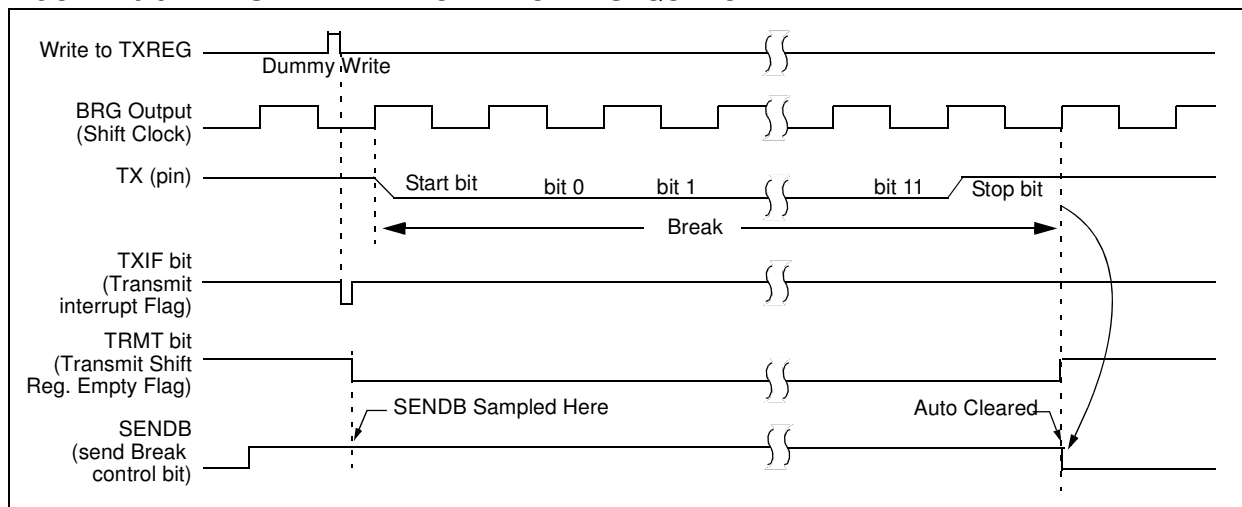 Write to TXREG
Dummy Write
BRG Output
(Shift Clock)
TX (pin)
Start bit
bit 0
bit 1
bit 11
Stop bit
Break
TXIF bit
(Transmit
interrupt Flag)
TRMT bit
(Transmit Shift
Reg. Empty Flag)
SENDB Sampled Here
Auto Cleared
SENDB
(send Break
control bit)